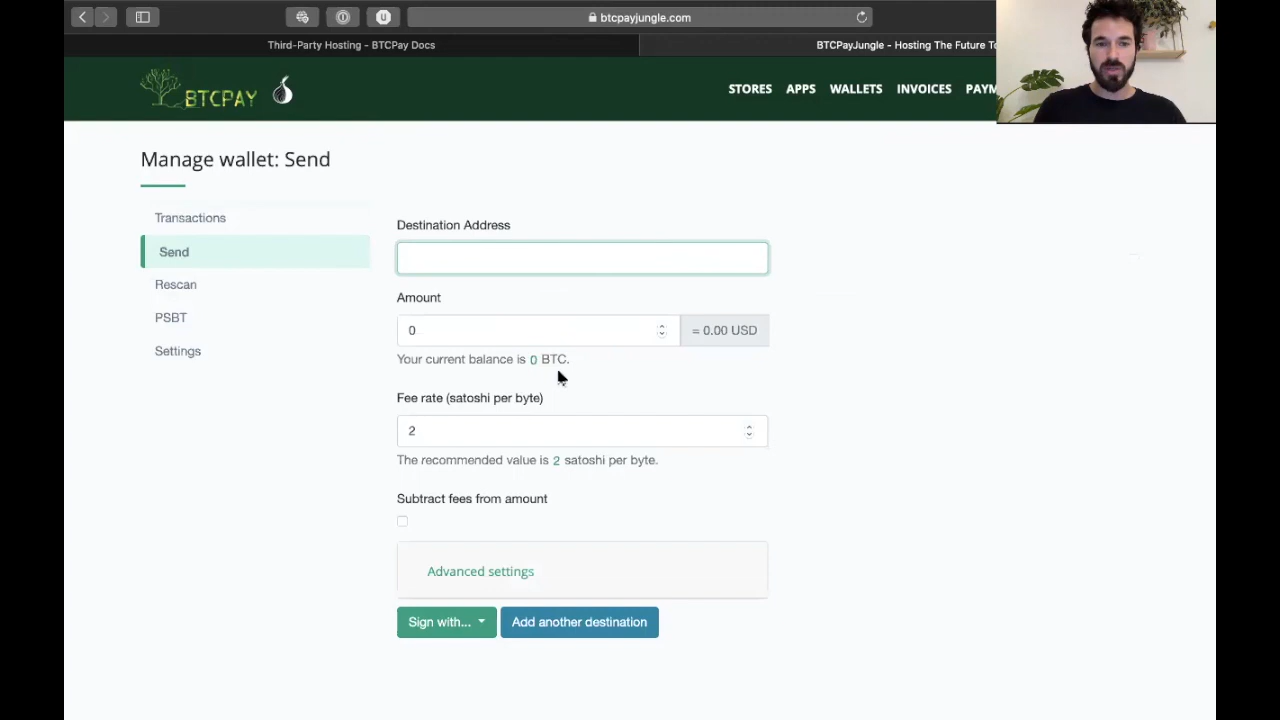 btcpayjungle.com
Third-Party Hosting - BTCPay Docs
BTCPayJungle - Hosting The Future To
BTCPAY
STORES APPS WALLETS INVOICES PAYM
Manage wallet: Send
Transactions
Send
Rescan
PSBT
Settings
Destination Address
Amount
0 = 0.00 USD
Your current balance is 0 BTC.
Fee rate (satoshi per byte)
2
The recommended value is 2 satoshi per byte.
Subtract fees from amount
Advanced settings
Sign with... Add another destination